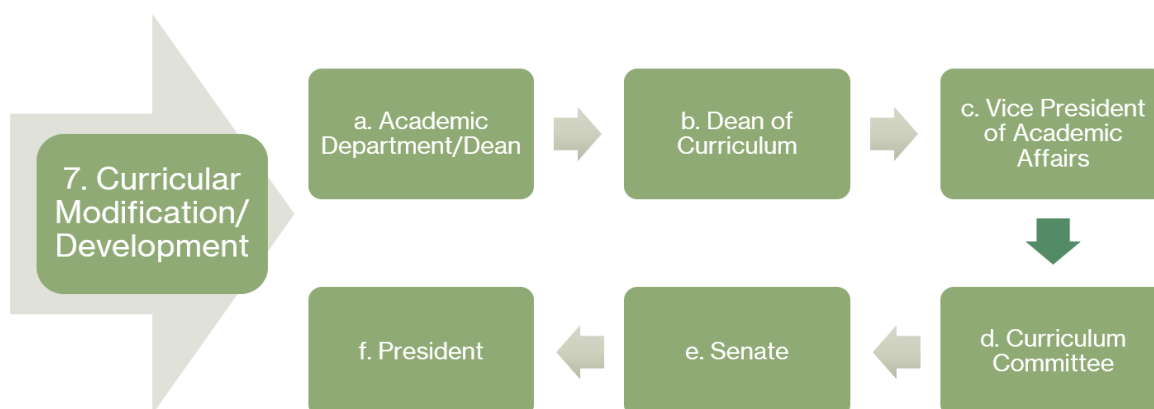 7. Curricular
Modification/
Development
a. Academic
Department/Dean
b. Dean of
Curriculum
c. Vice President
of Academic
Affairs
d. Curriculum
Committee
e. Senate
f. President